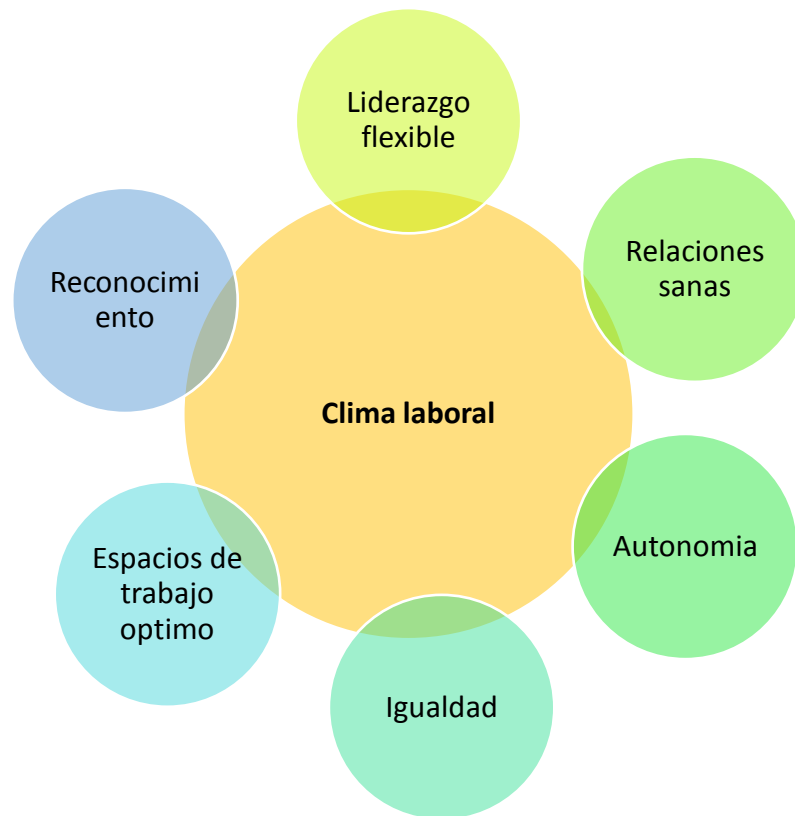 Liderazgo
flexible
Relaciones
sanas
Reconocimi
ento
Clima laboral
Autonomia
Espacios de
trabajo
optimo
Igualdad